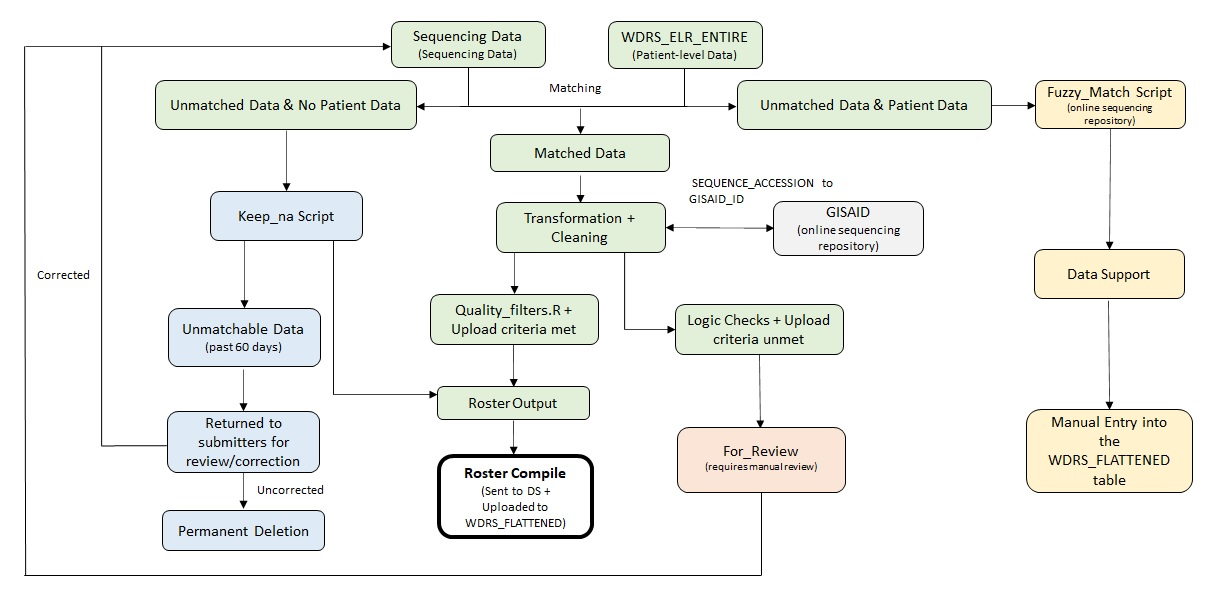 Sequencing Data
(Sequencing Data)
WDRS_ELR_ENTIRE
(Patient-level Data)
Matching
Unmatched Data & No Patient Data
Unmatched Data & Patient Data
Fuzzy_Match Script
(online sequencing
repository)
Matched Data
SEQUENCE_ACCESSION to
GISAID_ID
Keep_na Script
Transformation +
Cleaning
GISAID
(online sequencing
repository)
Corrected
Data Support
Unmatchable Data
(past 60 days)
Quality_filters.R +
Upload criteria met
Logic Checks + Upload
criteria unmet
Roster Output
Returned to
submitters for
review/correction
For_Review
(requires manual review)
Manual Entry into
the
WDRS_FLATTENED
table
Roster Compile
(Sent to DS +
Uploaded to
WDRS_FLATTENED)
Uncorrected
Permanent Deletion